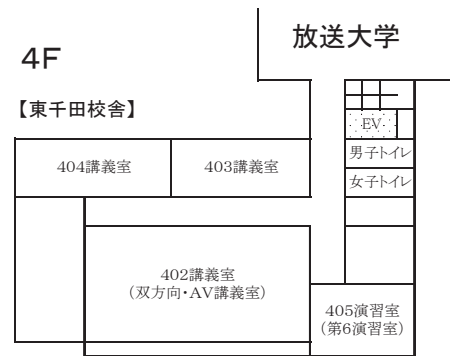 放送大学
4F
【東千田校舎】
EV
男子トイレ
404講義室
403講義室
女子トイレ
402講義室
（双方向・AV講義室）
405演習室
（第6演習室）